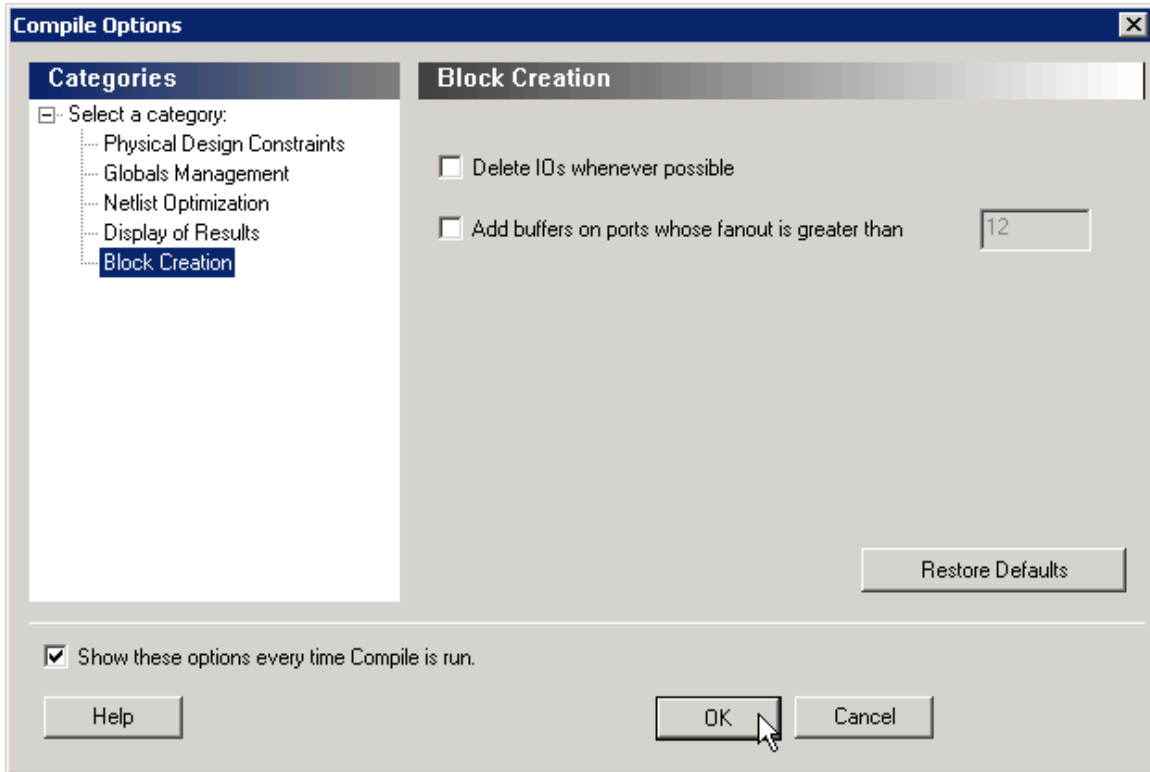 Compile Options
Categories
Select a category:
Physical Design Constraints
Globals Management
Netlist Optimization
Display of Results
Block Creation
Block Creation
Delete IOs whenever possible
Add buffers on ports whose fanout is greater than 12
Restore Defaults
Show these options every time Compile is run.
Help OK Cancel